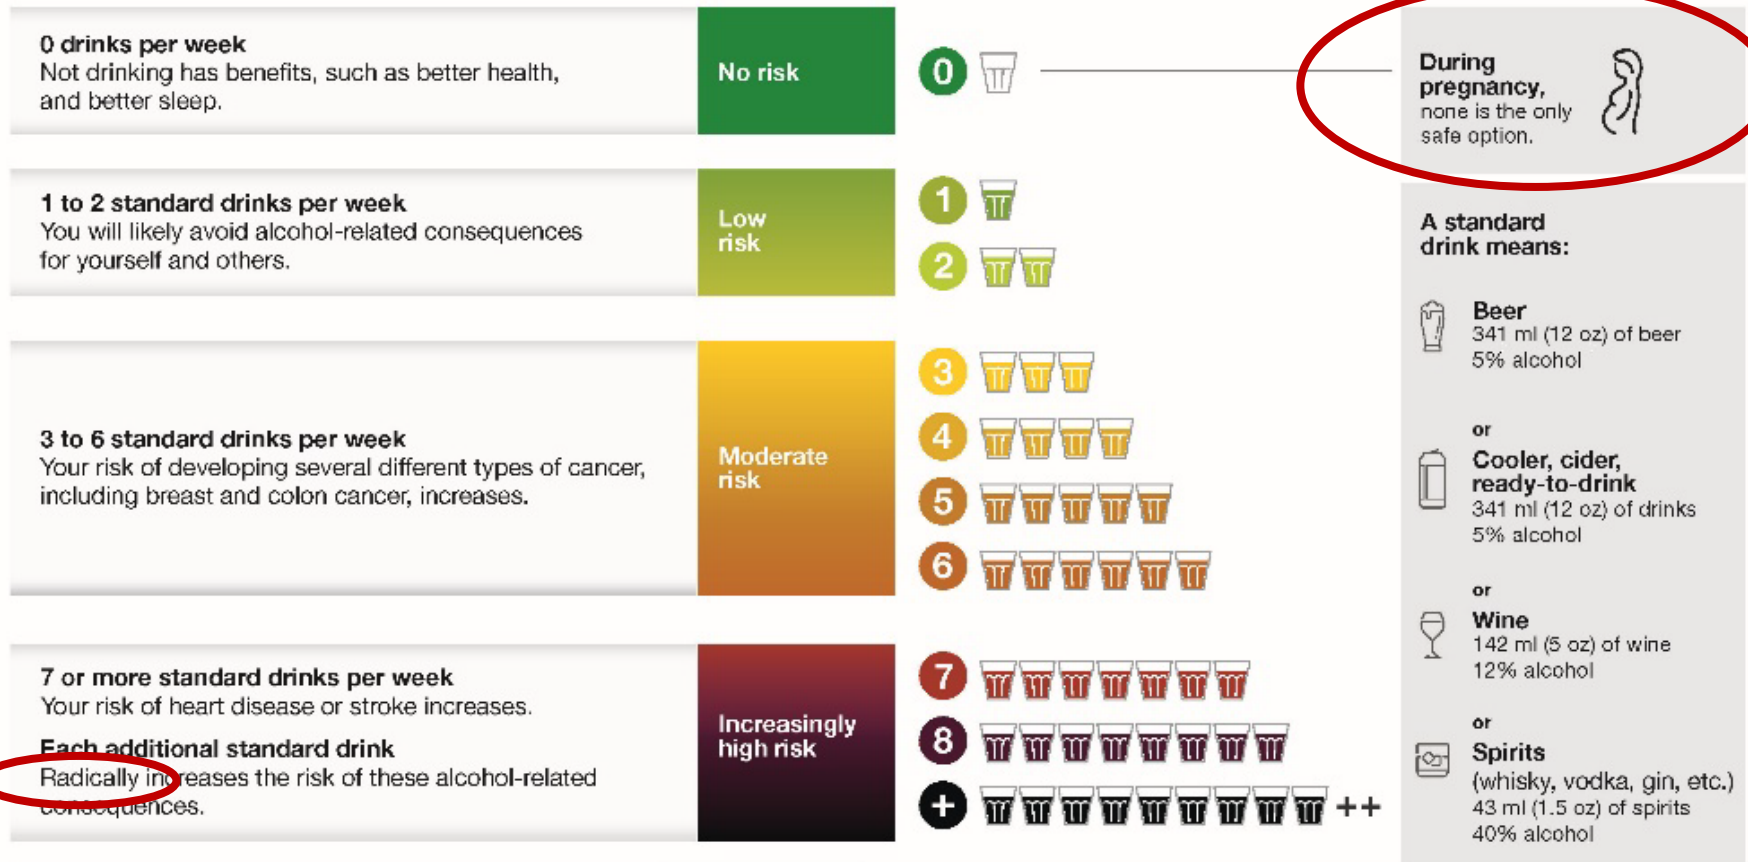 0 drinks per week
Not drinking has benefits, such as better health,
and better sleep.
No risk
0
During
pregnancy,
none is the only
safe option.
1 to 2 standard drinks per week
You will likely avoid alcohol-related consequences
for yourself and others.
Low
risk
1
2
3 to 6 standard drinks per week
Your risk of developing several different types of cancer,
including breast and colon cancer, increases.
Moderate
risk
3
4
5
6
7 or more standard drinks per week
Your risk of heart disease or stroke increases.
Each additional standard drink
Radically increases the risk of these alcohol-related
consequences.
Increasingly
high risk
7
8
+
++
A standard
drink means:
Beer
341 ml (12 oz) of beer
5% alcohol
or
Cooler, cider,
ready-to-drink
341 ml (12 oz) of drinks
5% alcohol
or
Wine
142 ml (5 oz) of wine
12% alcohol
or
Spirits
(whisky, vodka, gin, etc.)
43 ml (1.5 oz) of spirits
40% alcohol